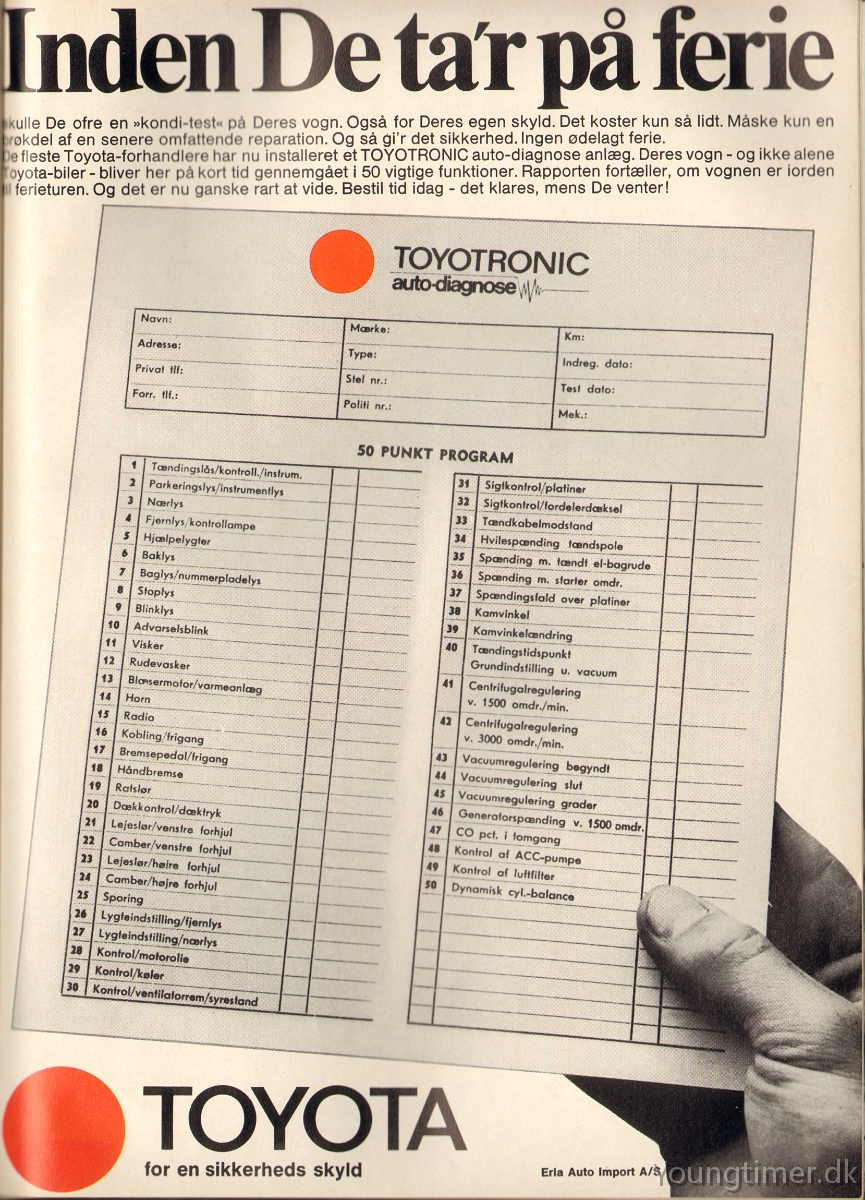 Inden De ta'r på ferie
skulle De ofre en »kondi-test« på Deres vogn. Også for Deres egen skyld. Det koster kun så lidt. Måske kun en
brøkdel af en senere omfattende reparation. Og så gi'r det sikkerhed. Ingen ødelagt ferie.
De fleste Toyota-forhandlere har nu installeret et TOYOTRONIC auto-diagnose anlæg. Deres vogn - og ikke alene
Toyota-biler - bliver her på kort tid gennemgået i 50 vigtige funktioner. Rapporten fortæller, om vognen er iorden
til ferieturen. Og det er nu ganske rart at vide. Bestil tid idag - det klares, mens De venter!
TOYOTRONIC
auto-diagnose
Navn:
Adresse:
Privat tlf:
Forr. tlf.:
Mærke:
Type:
Stel nr.:
Politi nr.:
Km:
Indreg. dato:
Test dato:
Mek.:
50 PUNKT PROGRAM
1 Tændingslås/kontroll./instrum.
2 Parkeringslys/instrumentlys
3 Nærlys
4 Fjernlys/kontrollampe
5 Hjælpelygter
6 Baklys
7 Baglys/nummerpladelys
8 Stoplys
9 Blinklys
10 Advarselsblink
11 Visker
12 Rudevasker
13 Blæsermotor/varmeanlæg
14 Horn
15 Radio
16 Kobling/frigang
17 Bremsepedal/frigang
18 Håndbremse
19 Ratslør
20 Dækkontrol/dæktryk
21 Lejeslør/venstre forhjul
22 Camber/venstre forhjul
23 Lejeslør/højre forhjul
24 Camber/højre forhjul
25 Sporing
26 Lygteindstilling/fjernlys
27 Lygteindstilling/nærlys
28 Kontrol/motorolie
29 Kontrol/køler
30 Kontrol/ventilatorrem/syrestand
31 Sigtkontrol/platiner
32 Sigtkontrol/fordelerdæksel
33 Tændkabelmodstand
34 Hvilespænding tændspole
35 Spænding m. tændt el-bagrude
36 Spænding m. starter omdr.
37 Spændingsfald over platiner
38 Kamvinkel
39 Kamvinkelændring
40 Tændingstidspunkt
Grundindstilling u. vacuum
41 Centrifugalregulering
v. 1500 omdr./min.
42 Centrifugalregulering
v. 3000 omdr./min.
43 Vacuumregulering begyndt
44 Vacuumregulering slut
45 Vacuumregulering grader
46 Generatorspænding v. 1500 omdr.
47 CO pct. i tomgang
48 Kontrol af ACC-pumpe
49 Kontrol af luftfilter
50 Dynamisk cyl.-balance
TOYOTA
for en sikkerheds skyld
Erla Auto Import A/S
youngtimer.dk